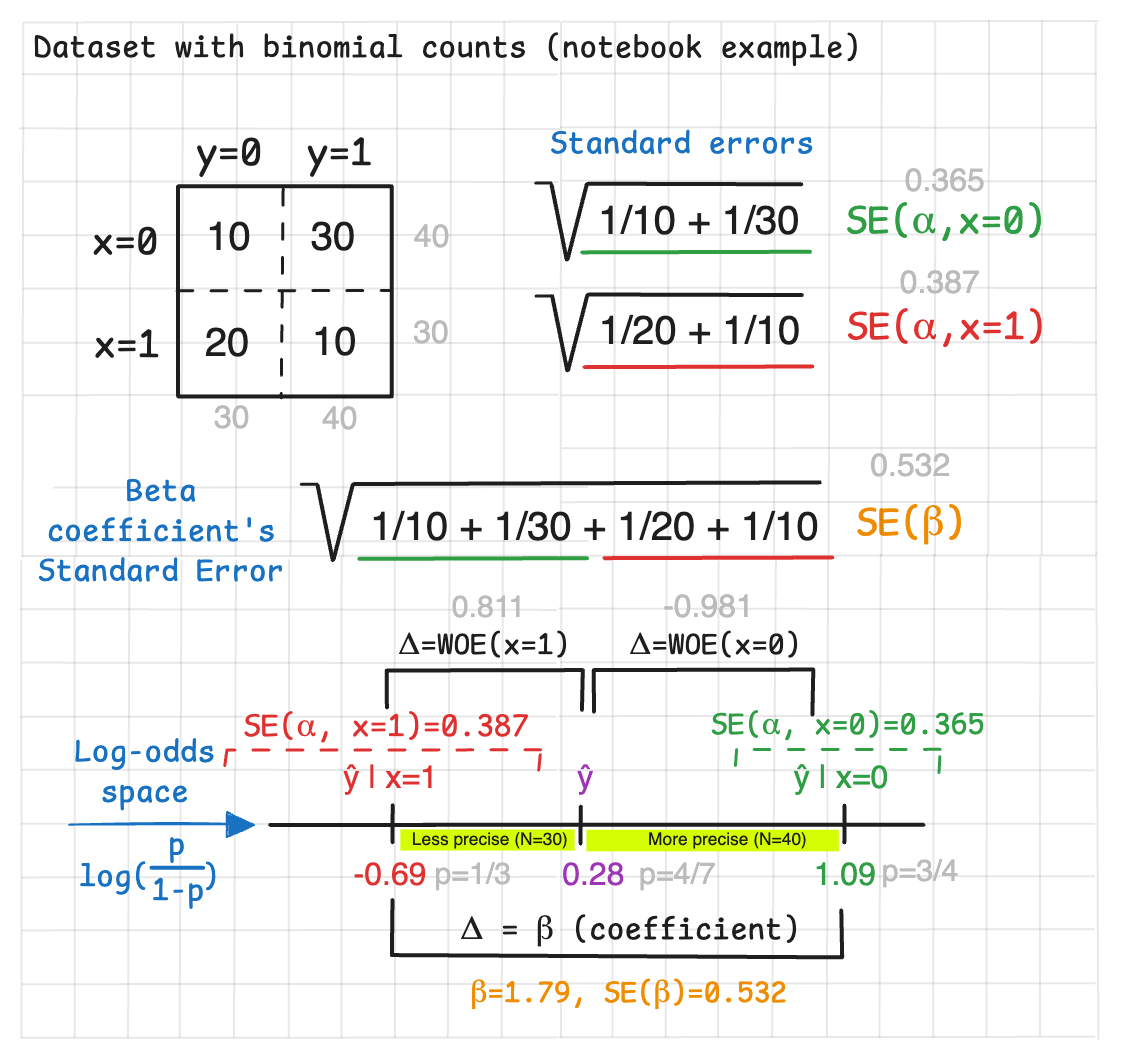 Dataset with binomial counts (notebook example)
y=0 y=1
x=0 10 30 40
x=1 20 10 30
30 40
Standard errors
0.365
√1/10 + 1/30 SE(α,x=0)
0.387
√1/20 + 1/10 SE(α,x=1)
0.532
Beta
coefficient's
Standard Error
√1/10 + 1/30 + 1/20 + 1/10 SE(β)
0.811 -0.981
Δ=WOE(x=1) Δ=WOE(x=0)
SE(α, x=1)=0.387 SE(α, x=0)=0.365
Log-odds
space
ŷ | x=1 ŷ ŷ | x=0
Less precise (N=30) More precise (N=40)
log(p/1-p)
-0.69 p=1/3 0.28 p=4/7 1.09 p=3/4
Δ = β (coefficient)
β=1.79, SE(β)=0.532